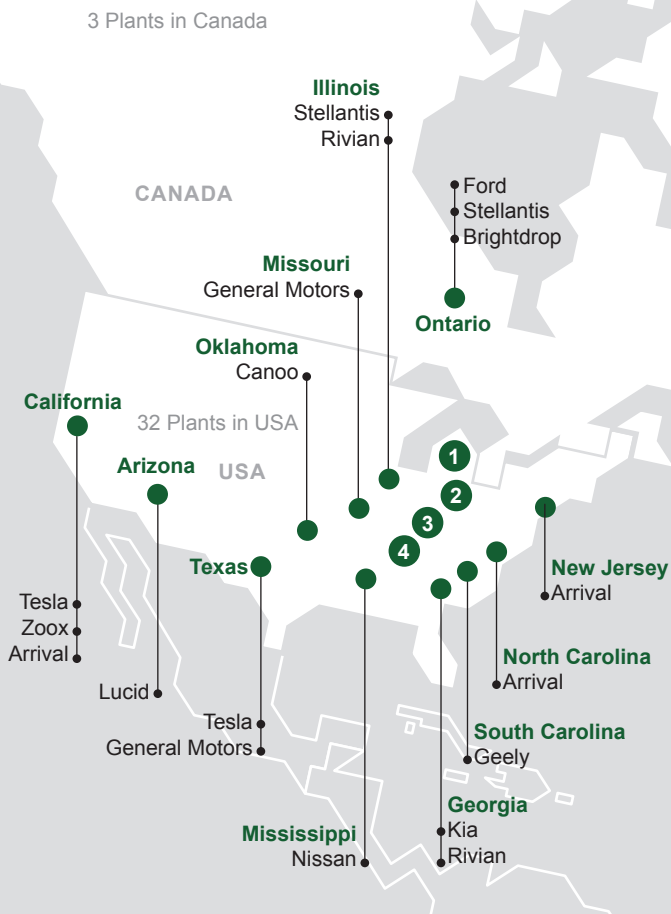 3 Plants in Canada
Illinois
Stellantis
Rivian
CANADA
Ford
Stellantis
Brightdrop
Missouri
General Motors
Ontario
Oklahoma
Canoo
California
32 Plants in USA
Arizona
USA
1
2
3
4
Texas
New Jersey
Arrival
Tesla
Zoox
Arrival
North Carolina
Arrival
Lucid
Tesla
General Motors
South Carolina
Geely
Georgia
Kia
Rivian
Mississippi
Nissan